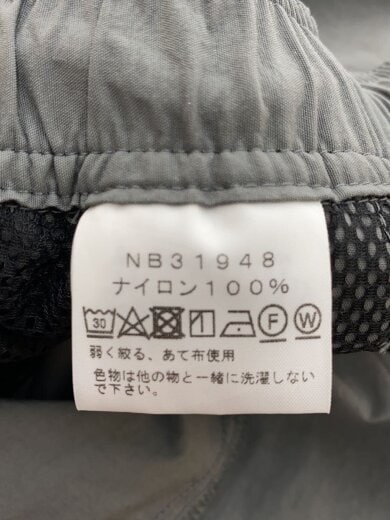 NB31948
ナイロン100%
30 F W
弱く絞る、あて布使用
色物は他の物と一緒に洗濯しない
で下さい。